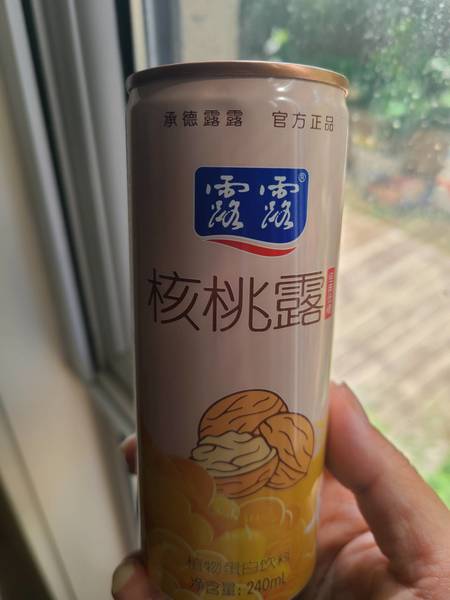 承德露露 官方正品
露露®
核桃露
植物蛋白饮料
净含量: 240mL